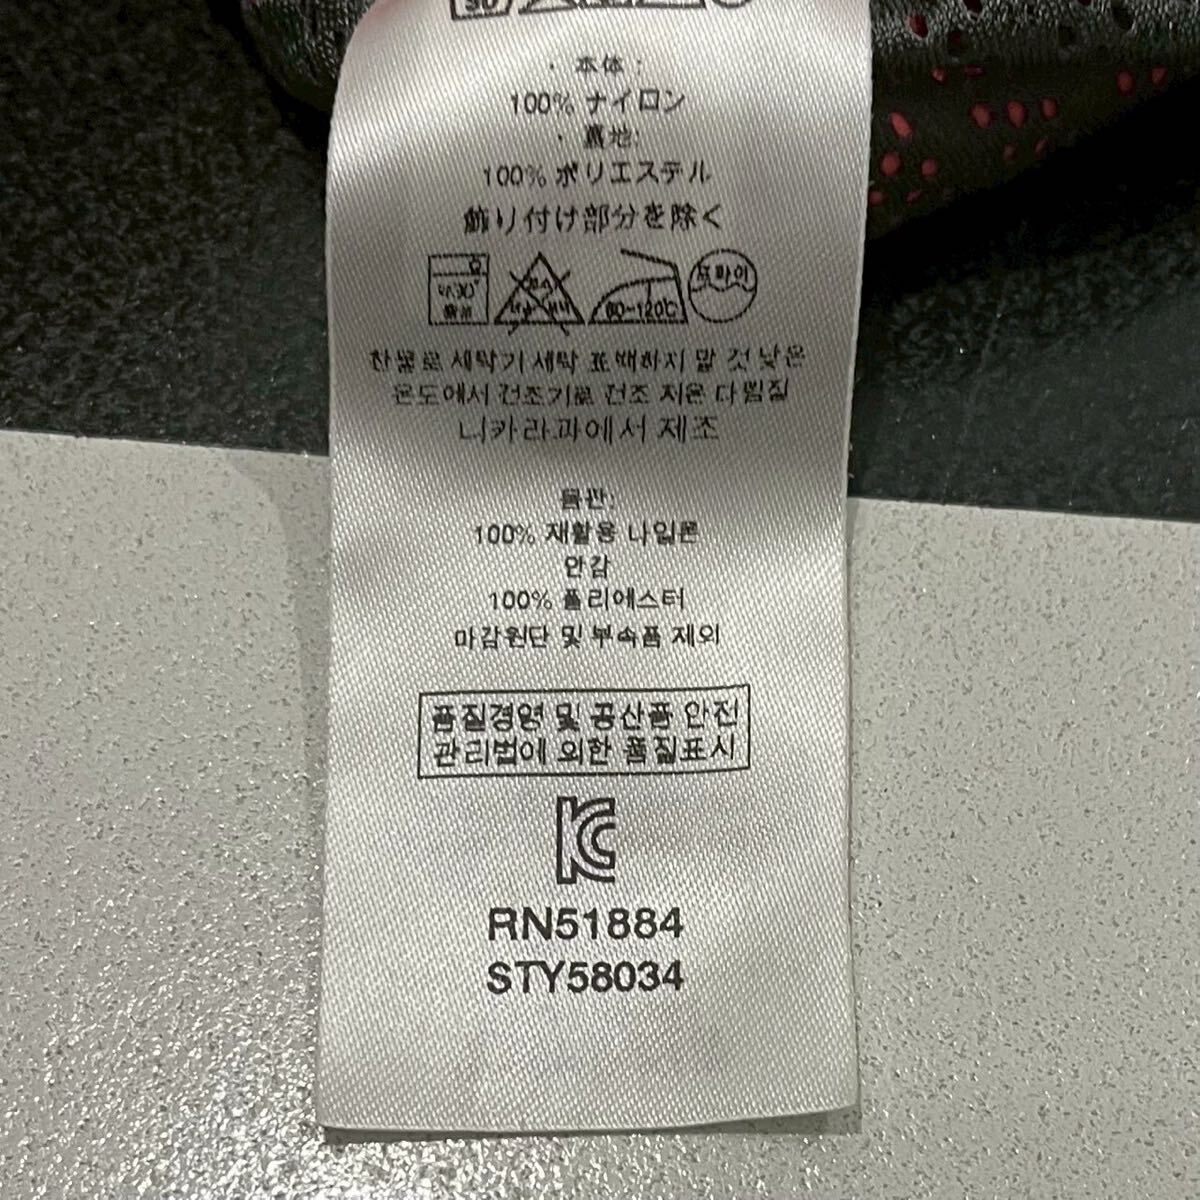 30
・本体:
100% ナイロン
・裏地:
100% ポリエステル
飾り付け部分を除く
80-120℃
찬물로 세탁기 세탁 표백하지 말 것 낮은
온도에서 건조기로 건조 저온 다림질
니카라과에서 제조
몸판:
100% 재활용 나일론
안감
100% 폴리에스터
마감원단 및 부속품 제외
품질경영 및 공산품 안전
관리법에 의한 품질표시
KC
RN51884
STY58034